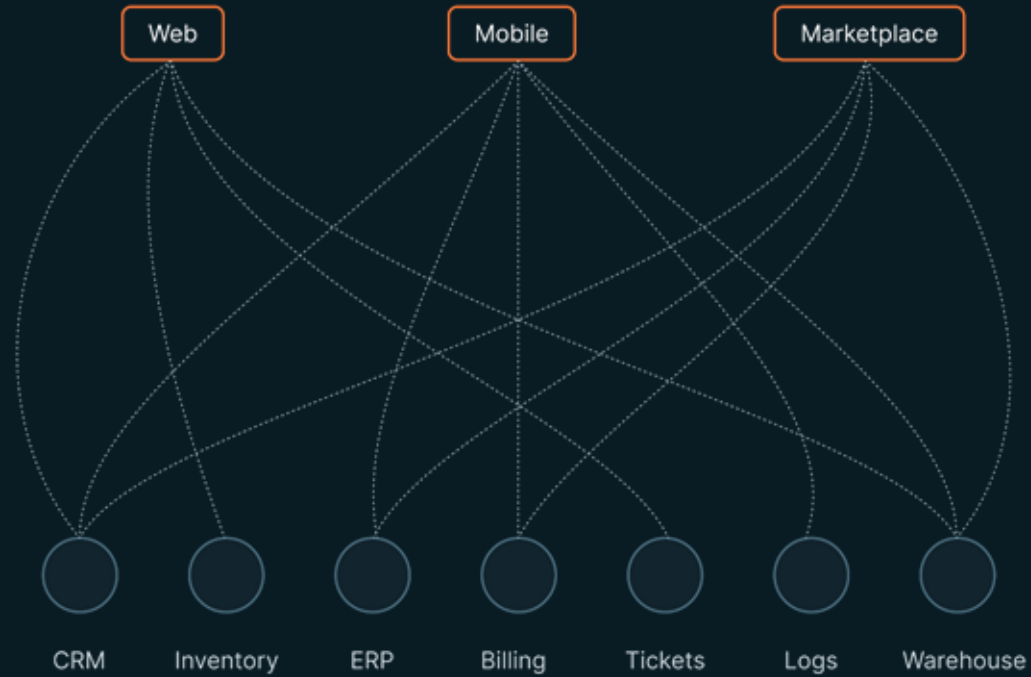 Web
Mobile
Marketplace
CRM
Inventory
ERP
Billing
Tickets
Logs
Warehouse